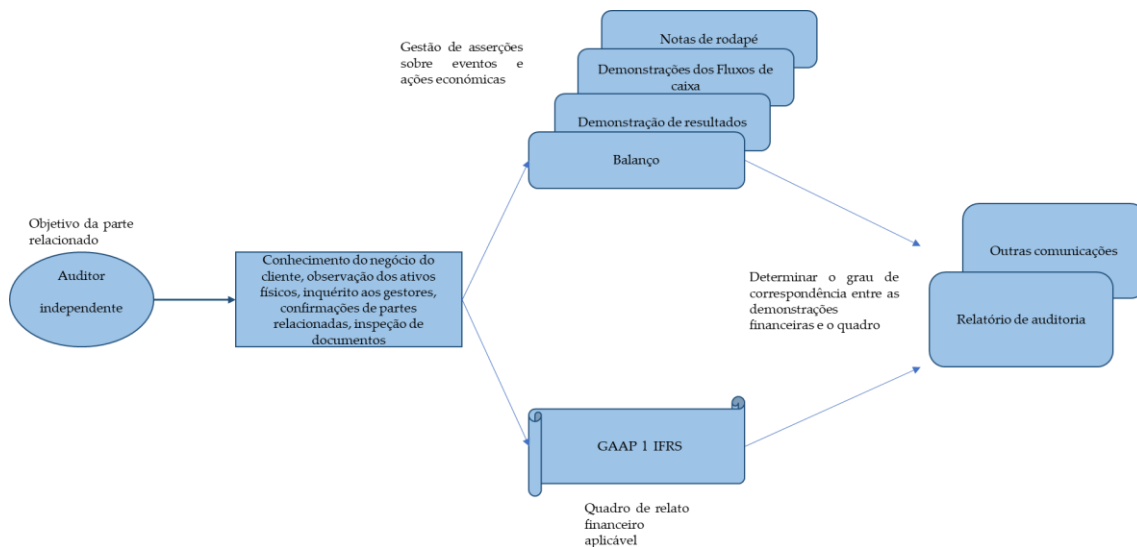 Objetivo da parte
relacionado
Auditor
independente
Conhecimento do negócio do
cliente, observação dos ativos
físicos, inquérito aos gestores,
confirmações de partes
relacionadas, inspeção de
documentos
Gestão de asserções
sobre eventos e
ações económicas
Notas de rodapé
Demonstrações dos Fluxos de
caixa
Demonstração de resultados
Balanço
GAAP 1 IFRS
Quadro de relato
financeiro
aplicável
Determinar o grau de
correspondência entre as
demonstrações
financeiras e o quadro
Outras comunicações
Relatório de auditoria